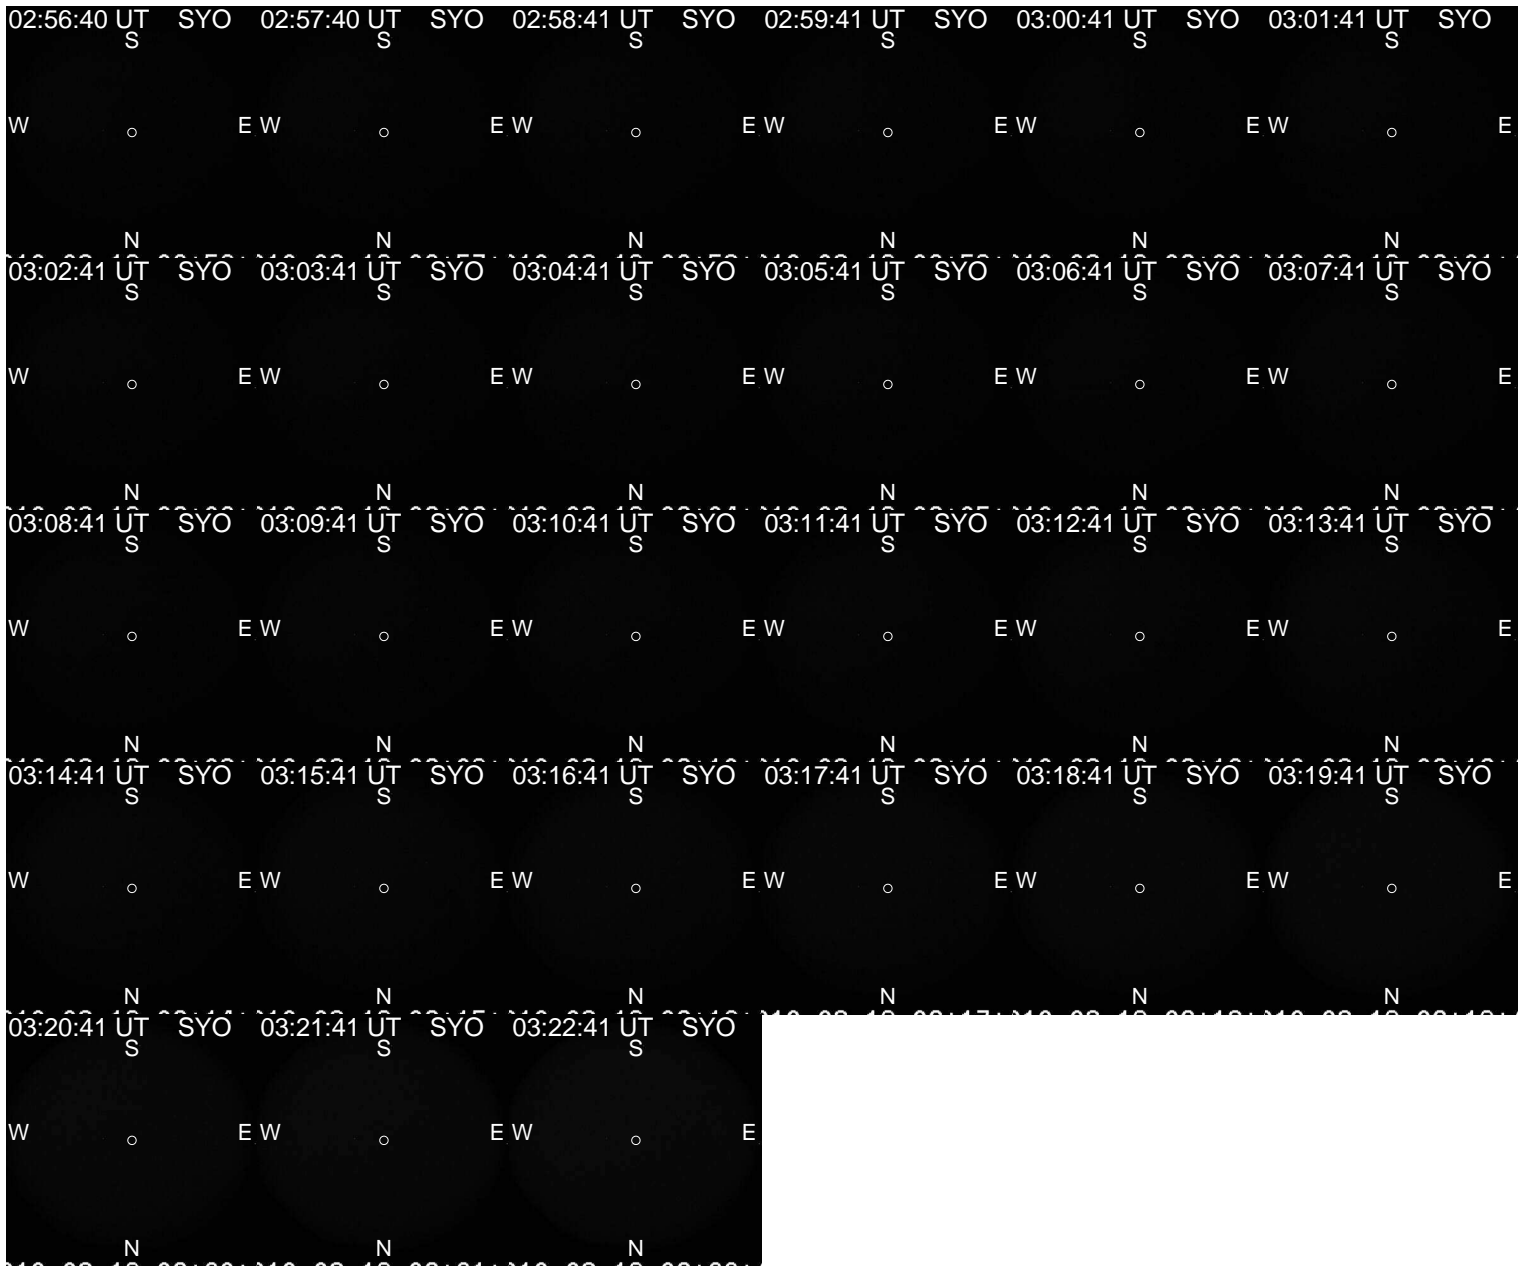 02:56:40 UT SYO 02:57:40 UT SYO 02:58:41 UT SYO 02:59:41 UT SYO 03:00:41 UT SYO 03:01:41 UT SYO
S S S S S S
W E W E W E W E W E W E
N N N N N N
03:02:41 UT SYO 03:03:41 UT SYO 03:04:41 UT SYO 03:05:41 UT SYO 03:06:41 UT SYO 03:07:41 UT SYO
S S S S S S
W E W E W E W E W E W E
N N N N N N
03:08:41 UT SYO 03:09:41 UT SYO 03:10:41 UT SYO 03:11:41 UT SYO 03:12:41 UT SYO 03:13:41 UT SYO
S S S S S S
W E W E W E W E W E W E
N N N N N N
03:14:41 UT SYO 03:15:41 UT SYO 03:16:41 UT SYO 03:17:41 UT SYO 03:18:41 UT SYO 03:19:41 UT SYO
S S S S S S
W E W E W E W E W E W E
N N N N N N
03:20:41 UT SYO 03:21:41 UT SYO 03:22:41 UT SYO
S S S
W E W E W E
N N N